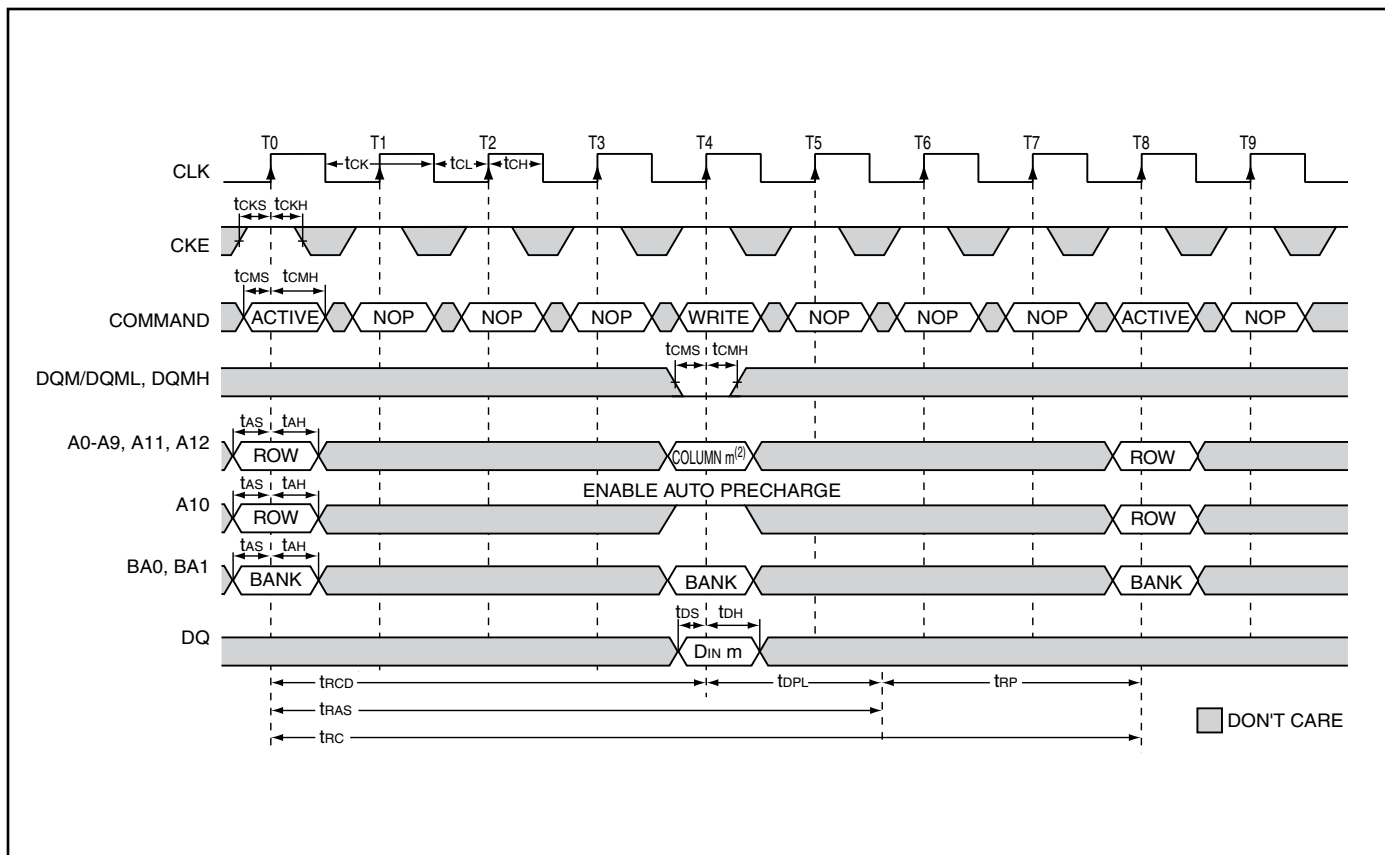 T0 T1 T2 T3 T4 T5 T6 T7 T8 T9
CLK tCK tCL tCH
tCKS tCKH
CKE
tCMS tCMH
COMMAND ACTIVE NOP NOP NOP WRITE NOP NOP NOP ACTIVE NOP
tCMS tCMH
DQM/DQML, DQMH
tAS tAH
A0-A9, A11, A12 ROW COLUMN m(2) ROW
tAS tAH ENABLE AUTO PRECHARGE
A10 ROW ROW
tAS tAH
BA0, BA1 BANK BANK BANK
tDS tDH
DQ DIN m
tRCD tDPL tRP
tRAS
DON'T CARE
tRC